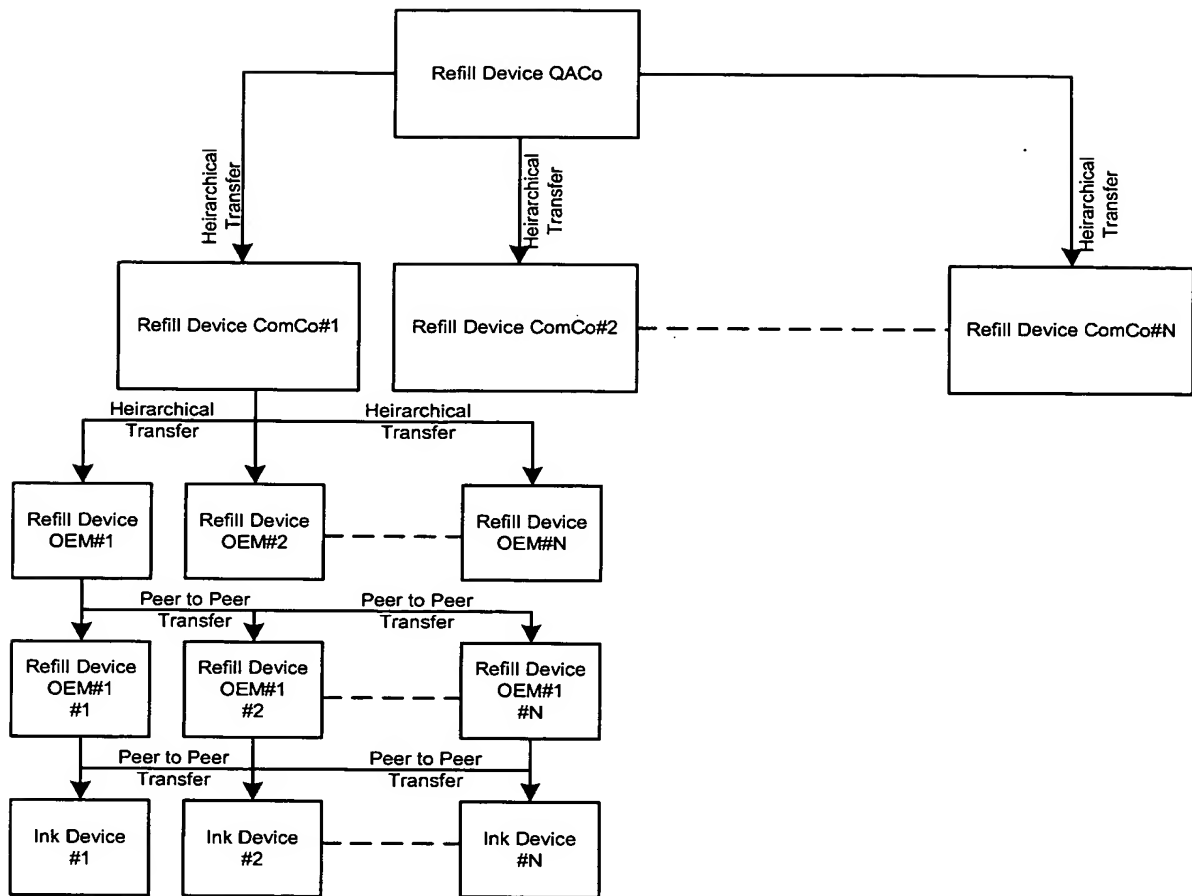 Refill Device QACo
Heirarchical
Transfer
Heirarchical
Transfer
Heirarchical
Transfer
Refill Device ComCo#1
Refill Device ComCo#2
Refill Device ComCo#N
Heirarchical
Transfer
Heirarchical
Transfer
Refill Device
OEM#1
Refill Device
OEM#2
Refill Device
OEM#N
Peer to Peer
Transfer
Peer to Peer
Transfer
Refill Device
OEM#1
#1
Refill Device
OEM#1
#2
Refill Device
OEM#1
#N
Peer to Peer
Transfer
Peer to Peer
Transfer
Ink Device
#1
Ink Device
#2
Ink Device
#N